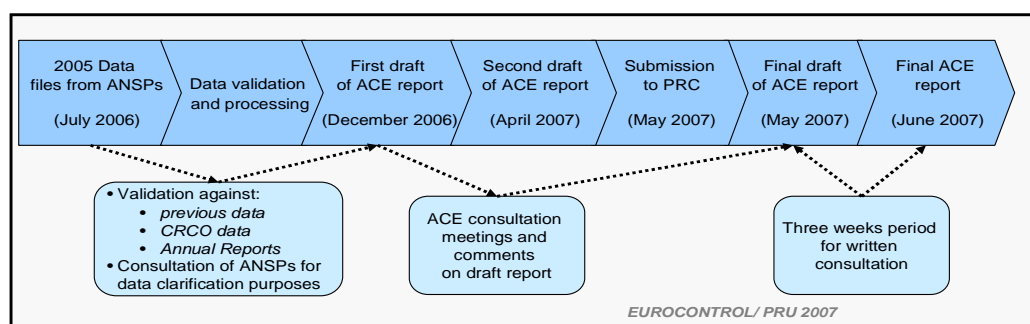 2005 Data
files from ANSPs
(July 2006)
Data validation
and processing
First draft
of ACE report
(December 2006)
Second draft
of ACE report
(April 2007)
Submission
to PRC
(May 2007)
Final draft
of ACE report
(May 2007)
Final ACE
report
(June 2007)
• Validation against:
• previous data
• CRCO data
• Annual Reports
• Consultation of ANSPs for
data clarification purposes
ACE consultation
meetings and
comments
on draft report
Three weeks period
for written
consultation
EUROCONTROL/ PRU 2007